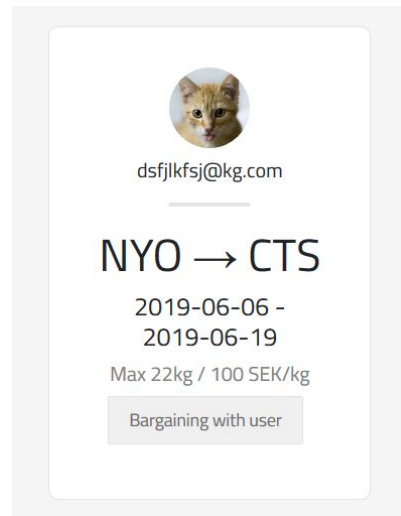 dsfjlkfsj@kg.com
NYO → CTS
2019-06-06 -
2019-06-19
Max 22kg / 100 SEK/kg
Bargaining with user